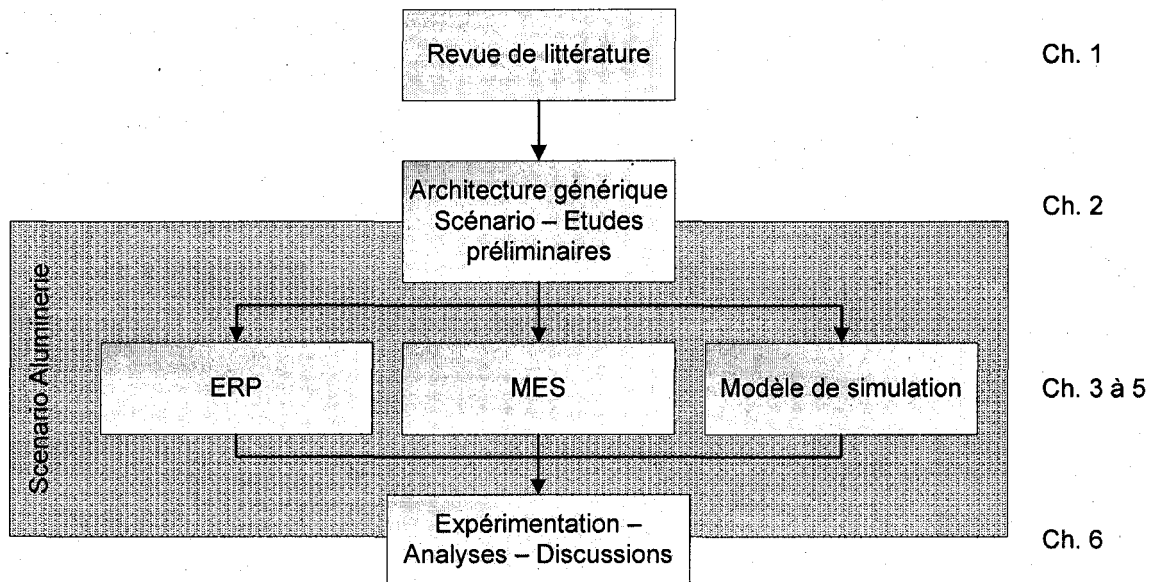 Revue de littérature
Ch. 1
Architecture générique
Scénario – Etudes
préliminaires
Ch. 2
Scenario Aluminerie
ERP
MES
Modèle de simulation
Ch. 3 à 5
Expérimentation –
Analyses – Discussions
Ch. 6